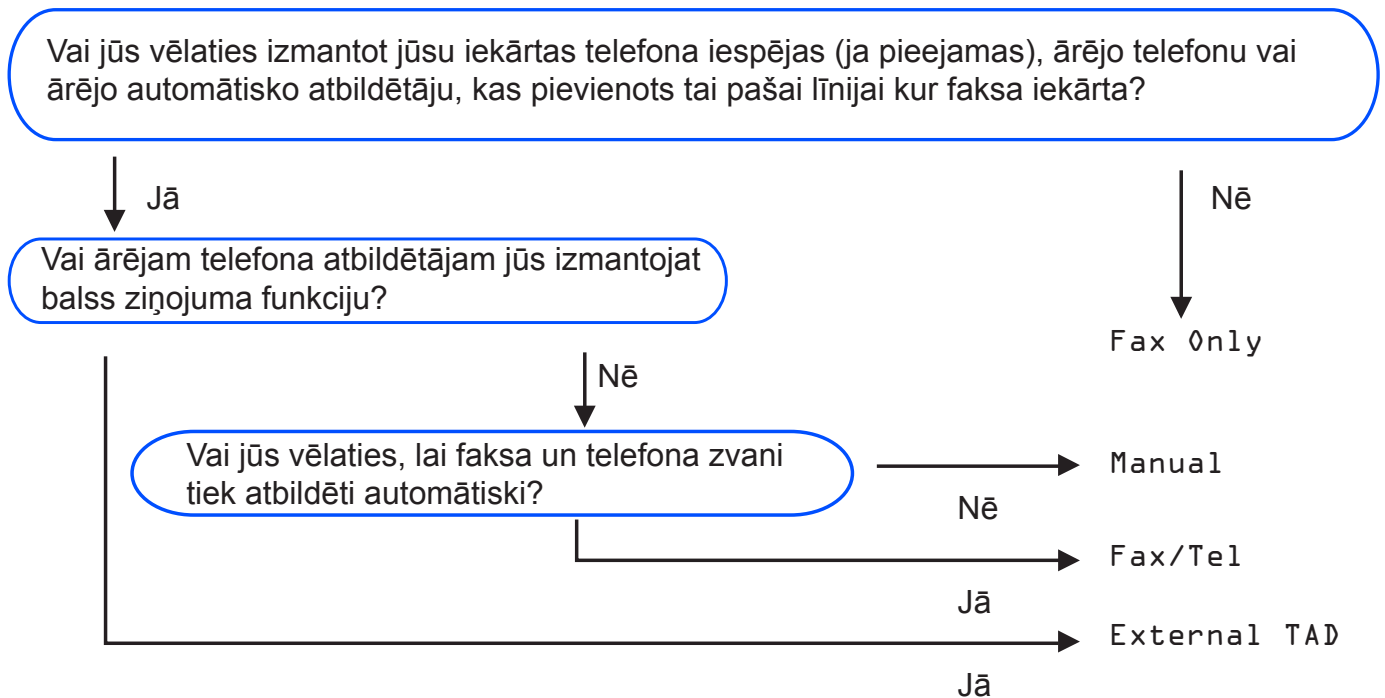 Vai jūs vēlaties izmantot jūsu iekārtas telefona iespējas (ja pieejamas), ārējo telefonu vai
ārējo automātisko atbildētāju, kas pievienots tai pašai līnijai kur faksa iekārta?
Jā
Nē
Vai ārējam telefona atbildētājam jūs izmantojat
balss ziņojuma funkciju?
Fax Only
Nē
Vai jūs vēlaties, lai faksa un telefona zvani
tiek atbildēti automātiski?
Manual
Nē
Fax/Tel
Jā
External TAD
Jā